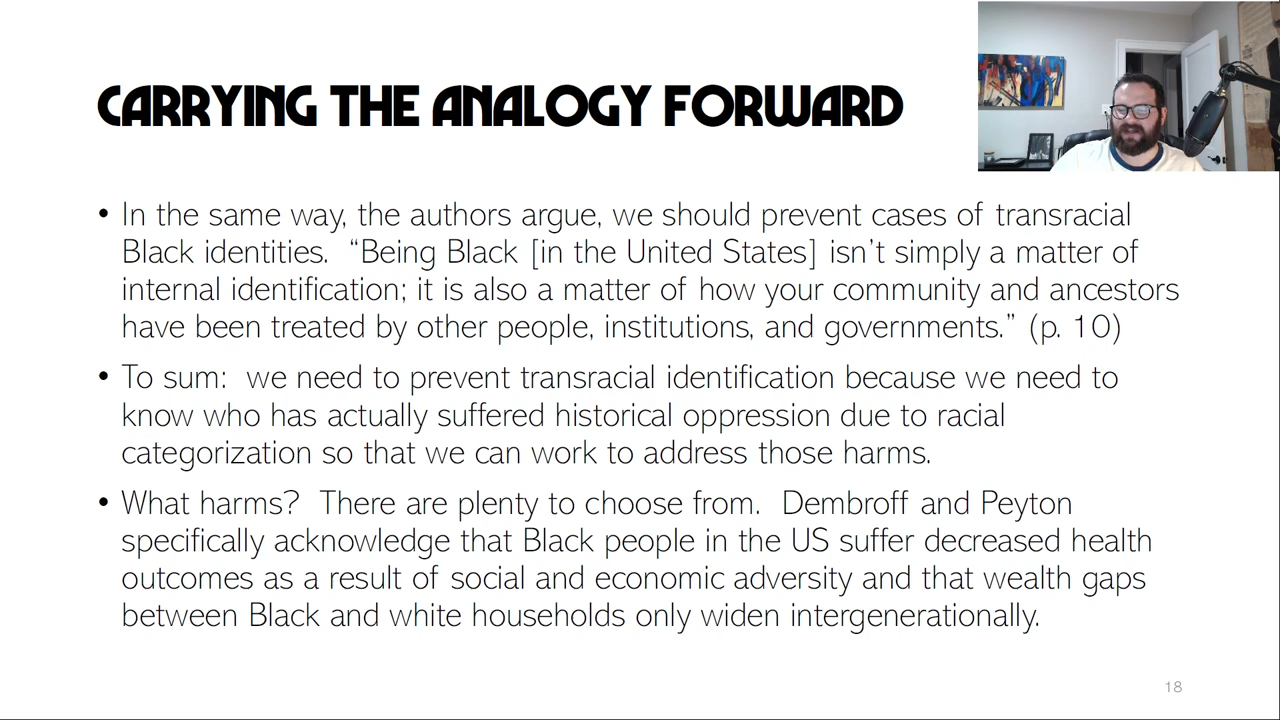 CARRYING THE ANALOGY FORWARD
• In the same way, the authors argue, we should prevent cases of transracial
Black identities.  “Being Black [in the United States] isn’t simply a matter of
internal identification; it is also a matter of how your community and ancestors
have been treated by other people, institutions, and governments.” (p. 10)
• To sum:  we need to prevent transracial identification because we need to
know who has actually suffered historical oppression due to racial
categorization so that we can work to address those harms.
• What harms?  There are plenty to choose from.  Dembroff and Peyton
specifically acknowledge that Black people in the US suffer decreased health
outcomes as a result of social and economic adversity and that wealth gaps
between Black and white households only widen intergenerationally.
18